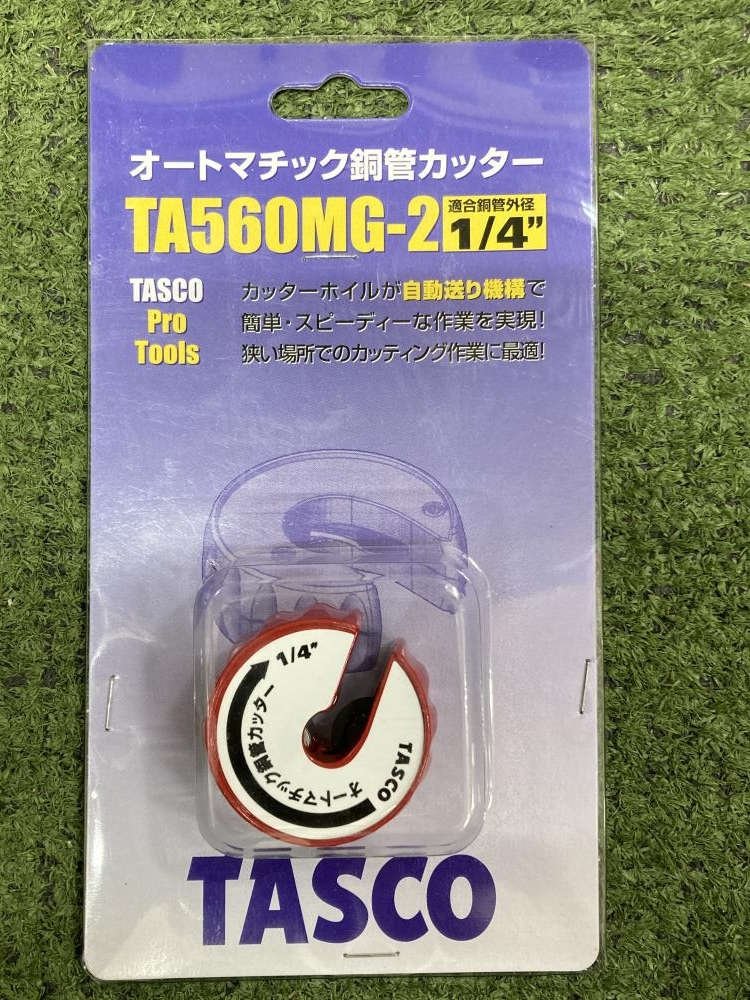 オートマチック銅管カッター
TA560MG-2
適合銅管外径
1/4”
TASCO
Pro
Tools
カッターホイルが自動送り機構で
簡単・スピーディーな作業を実現!
狭い場所でのカッティング作業に最適!
1/4”
オートマチック銅管カッター
TASCO
TASCO